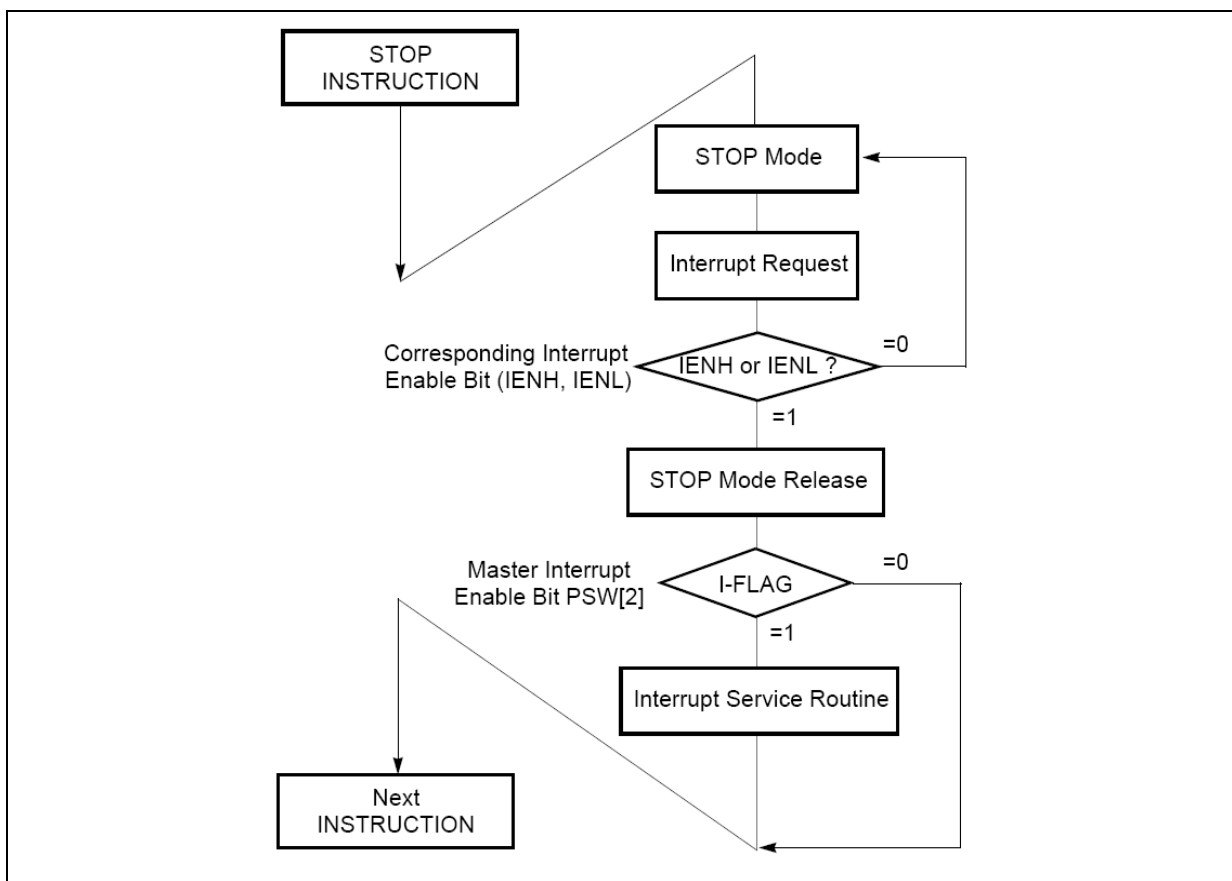 STOP
INSTRUCTION
STOP Mode
Interrupt Request
Corresponding Interrupt
Enable Bit (IENH, IENL)
IENH or IENL ?
=0
=1
STOP Mode Release
Master Interrupt
Enable Bit PSW[2]
I-FLAG
=0
=1
Interrupt Service Routine
Next
INSTRUCTION